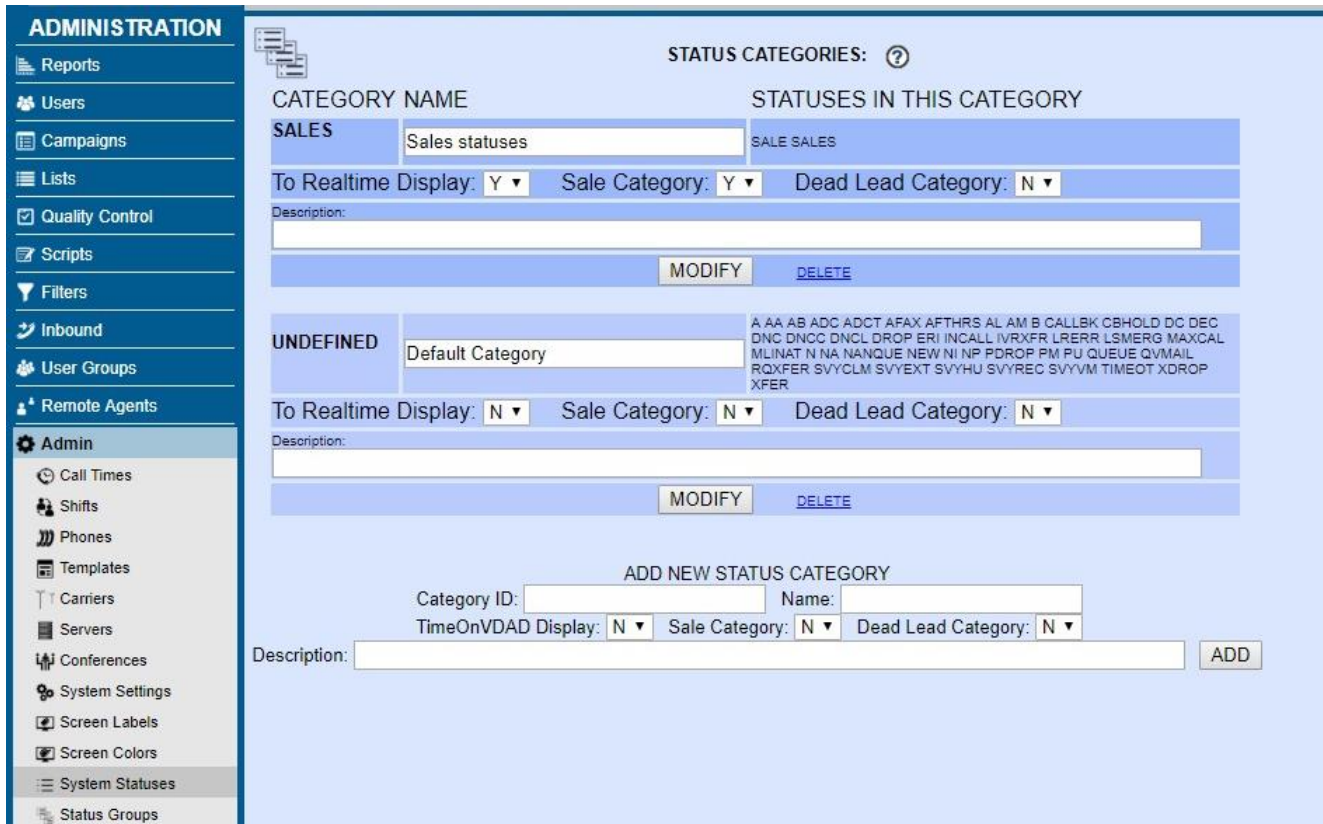 ADMINISTRATION
Reports
Users
Campaigns
Lists
Quality Control
Scripts
Filters
Inbound
User Groups
Remote Agents
Admin
Call Times
Shifts
Phones
Templates
Carriers
Servers
Conferences
System Settings
Screen Labels
Screen Colors
System Statuses
Status Groups
STATUS CATEGORIES: ?
CATEGORY NAME STATUSES IN THIS CATEGORY
SALES Sales statuses SALE SALES
To Realtime Display: Y Sale Category: Y Dead Lead Category: N
Description:
MODIFY DELETE
UNDEFINED Default Category
A AA AB ADC ADCT AFAX AFTHRS AL AM B CALLBK CBHOLD DC DEC
DNC DNCC DNCL DROP ERI INCALL IVRXFR LRERR LSMERG MAXCAL
MLINAT N NA NANQUE NEW NI NP PDROP PM PU QUEUE QVMAIL
RQXFER SVYCLM SVYEXT SVYHU SVYREC SVYVM TIMEOT XDROP
XFER
To Realtime Display: N Sale Category: N Dead Lead Category: N
Description:
MODIFY DELETE
ADD NEW STATUS CATEGORY
Category ID: Name:
TimeOnVDAD Display: N Sale Category: N Dead Lead Category: N
Description: ADD